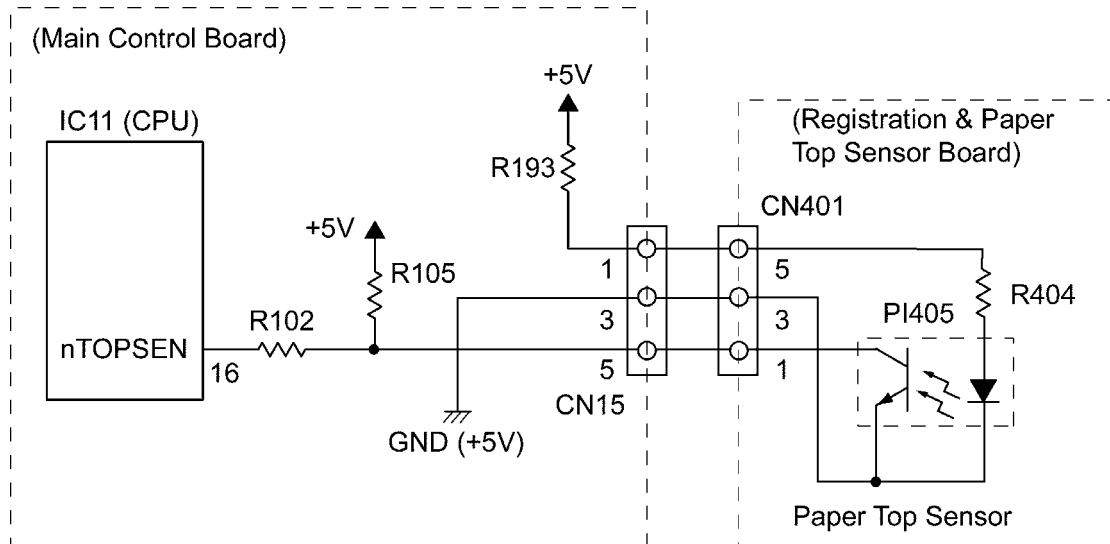 (Main Control Board)
+5V
IC11 (CPU)
(Registration & Paper
Top Sensor Board)
R193
CN401
+5V
R105
1
5
R404
R102
3
3
PI405
nTOPSEN
16
5
1
CN15
GND (+5V)
Paper Top Sensor